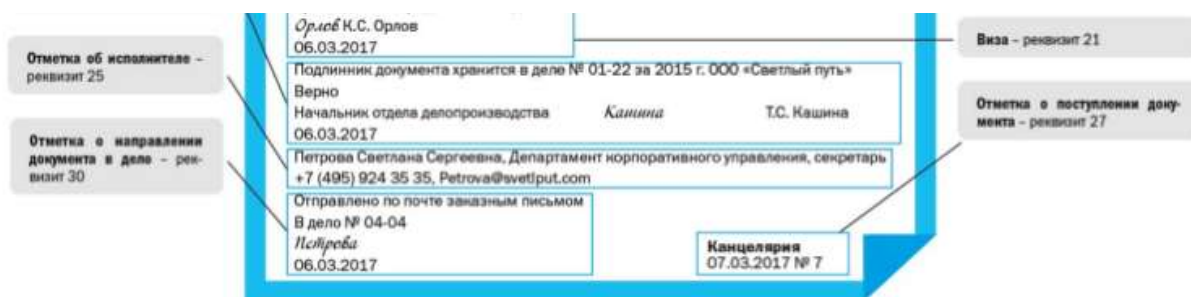 Орлов К.С. Орлов
06.03.2017
Виза – реквизит 21
Отметка об исполнителе –
реквизит 25
Подлинник документа хранится в деле № 01-22 за 2015 г. ООО «Светлый путь»
Верно
Начальник отдела делопроизводства Кашина Т.С. Кашина
06.03.2017
Отметка о поступлении доку-
мента – реквизит 27
Отметка о направлении
документа в дело – рек-
визит 30
Петрова Светлана Сергеевна, Департамент корпоративного управления, секретарь
+7 (495) 924 35 35, Petrova@svetlput.com
Отправлено по почте заказным письмом
В дело № 04-04
Петрова
06.03.2017
Канцелярия
07.03.2017 № 7